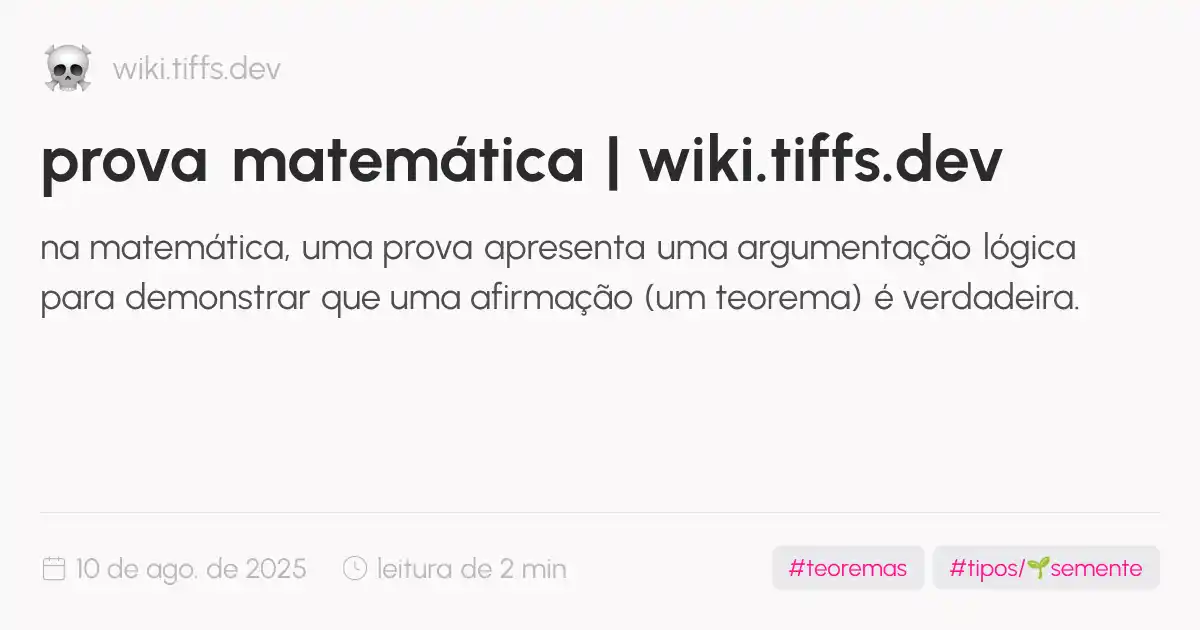 wiki.tiffs.dev
prova matemática | wiki.tiffs.dev
na matemática, uma prova apresenta uma argumentação lógica
para demonstrar que uma afirmação (um teorema) é verdadeira.
10 de ago. de 2025 leitura de 2 min #teoremas #tipos/🌱semente